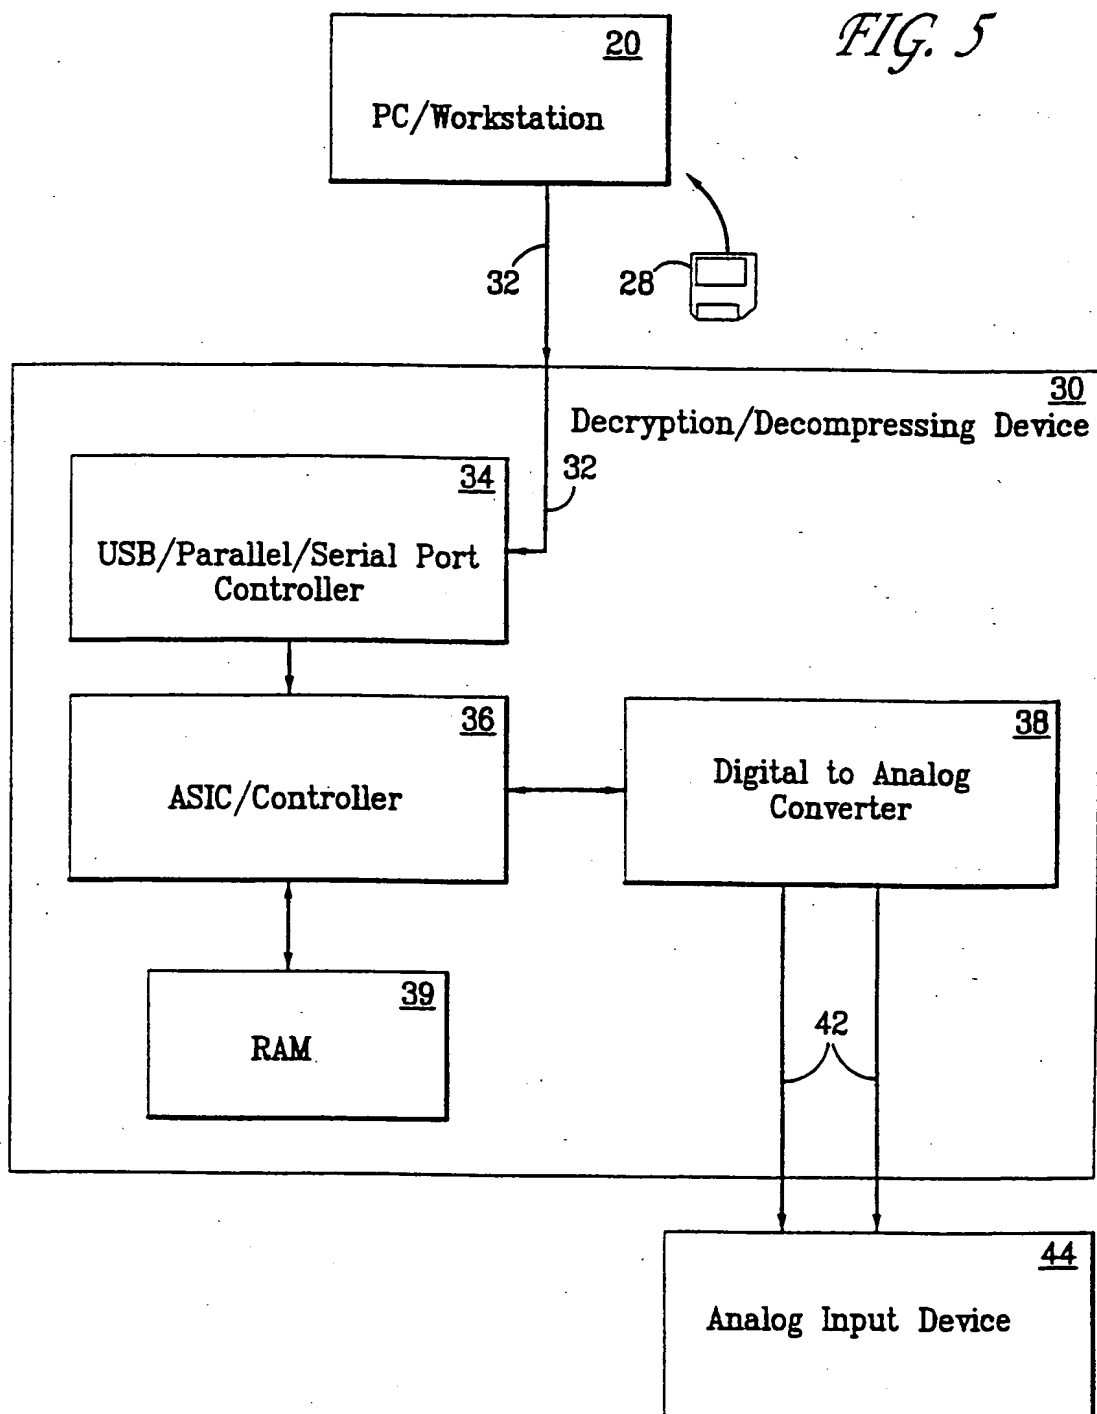 FIG. 5
20
PC/Workstation
32
28
30
Decryption/Decompressing Device
34
32
USB/Parallel/Serial Port
Controller
36
ASIC/Controller
38
Digital to Analog
Converter
39
RAM
42
44
Analog Input Device